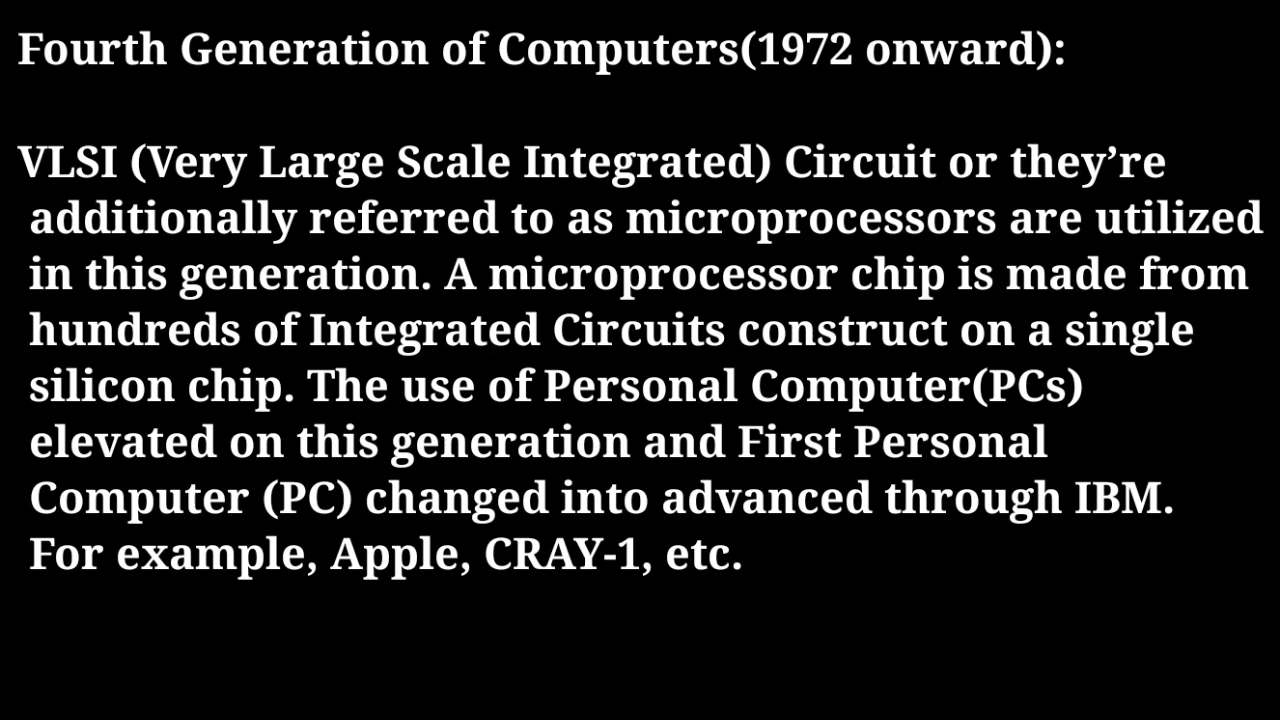 Fourth Generation of Computers(1972 onward):
VLSI (Very Large Scale Integrated) Circuit or they’re
additionally referred to as microprocessors are utilized
in this generation. A microprocessor chip is made from
hundreds of Integrated Circuits construct on a single
silicon chip. The use of Personal Computer(PCs)
elevated on this generation and First Personal
Computer (PC) changed into advanced through IBM.
For example, Apple, CRAY-1, etc.